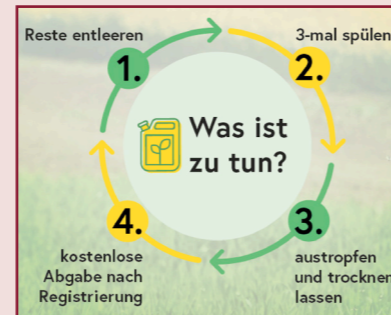 Reste entleeren
1.
3-mal spülen
2.
Was ist
zu tun?
3.
austropfen
und trocknen
lassen
4.
kostenlose
Abgabe nach
Registrierung